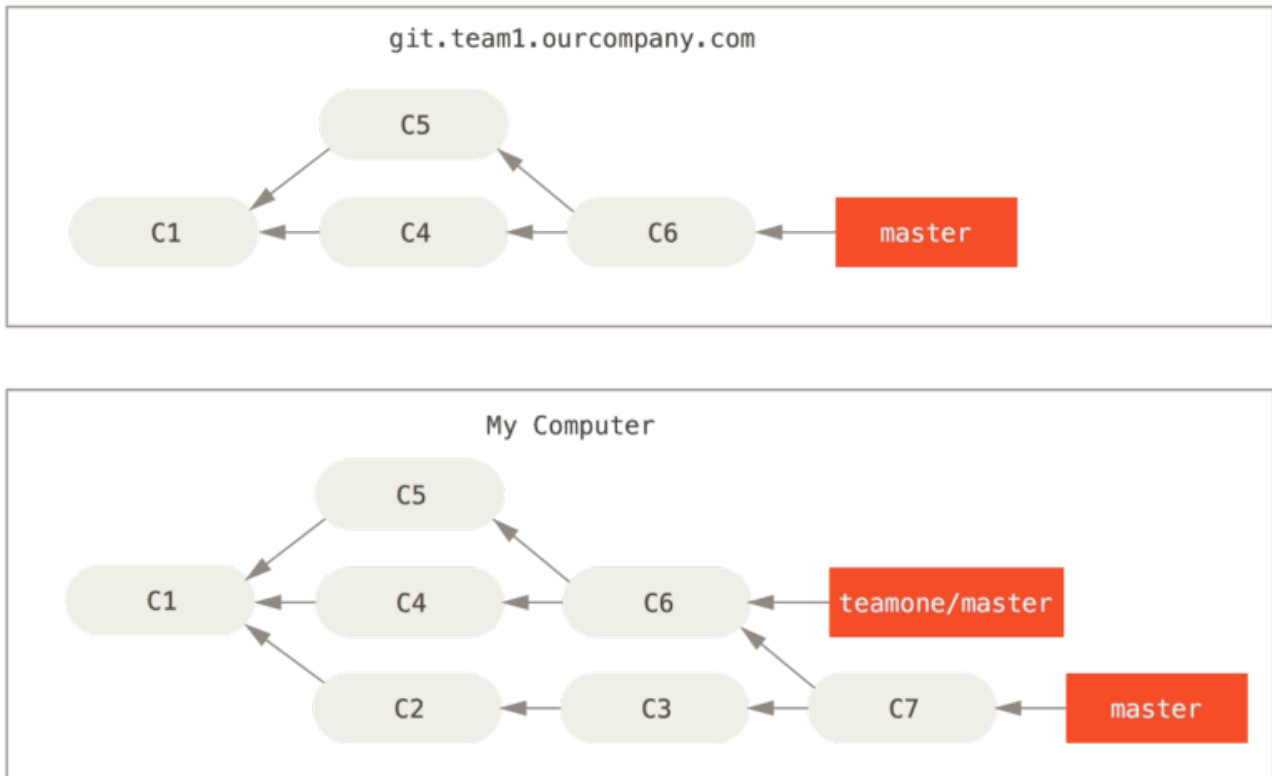 git.team1.ourcompany.com
C5
C1 C4 C6 master
My Computer
C5
C1 C4 C6 teamone/master
C2 C3 C7 master